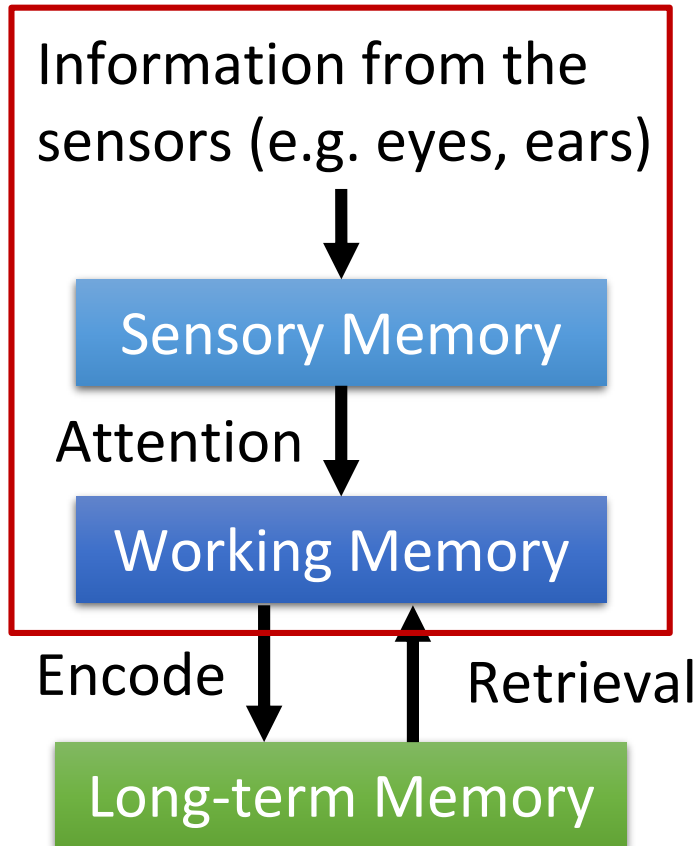 Information from the
sensors (e.g. eyes, ears)
Sensory Memory
Attention
Working Memory
Encode
Retrieval
Long-term Memory